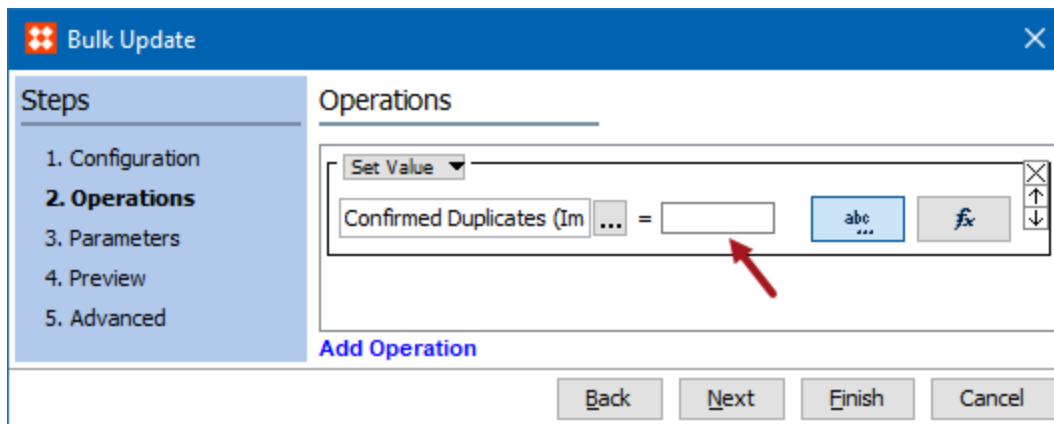 Bulk Update
Steps
1. Configuration
2. Operations
3. Parameters
4. Preview
5. Advanced
Operations
Set Value
Confirmed Duplicates (Im ... =
abc
...
fx
Add Operation
Back Next Finish Cancel